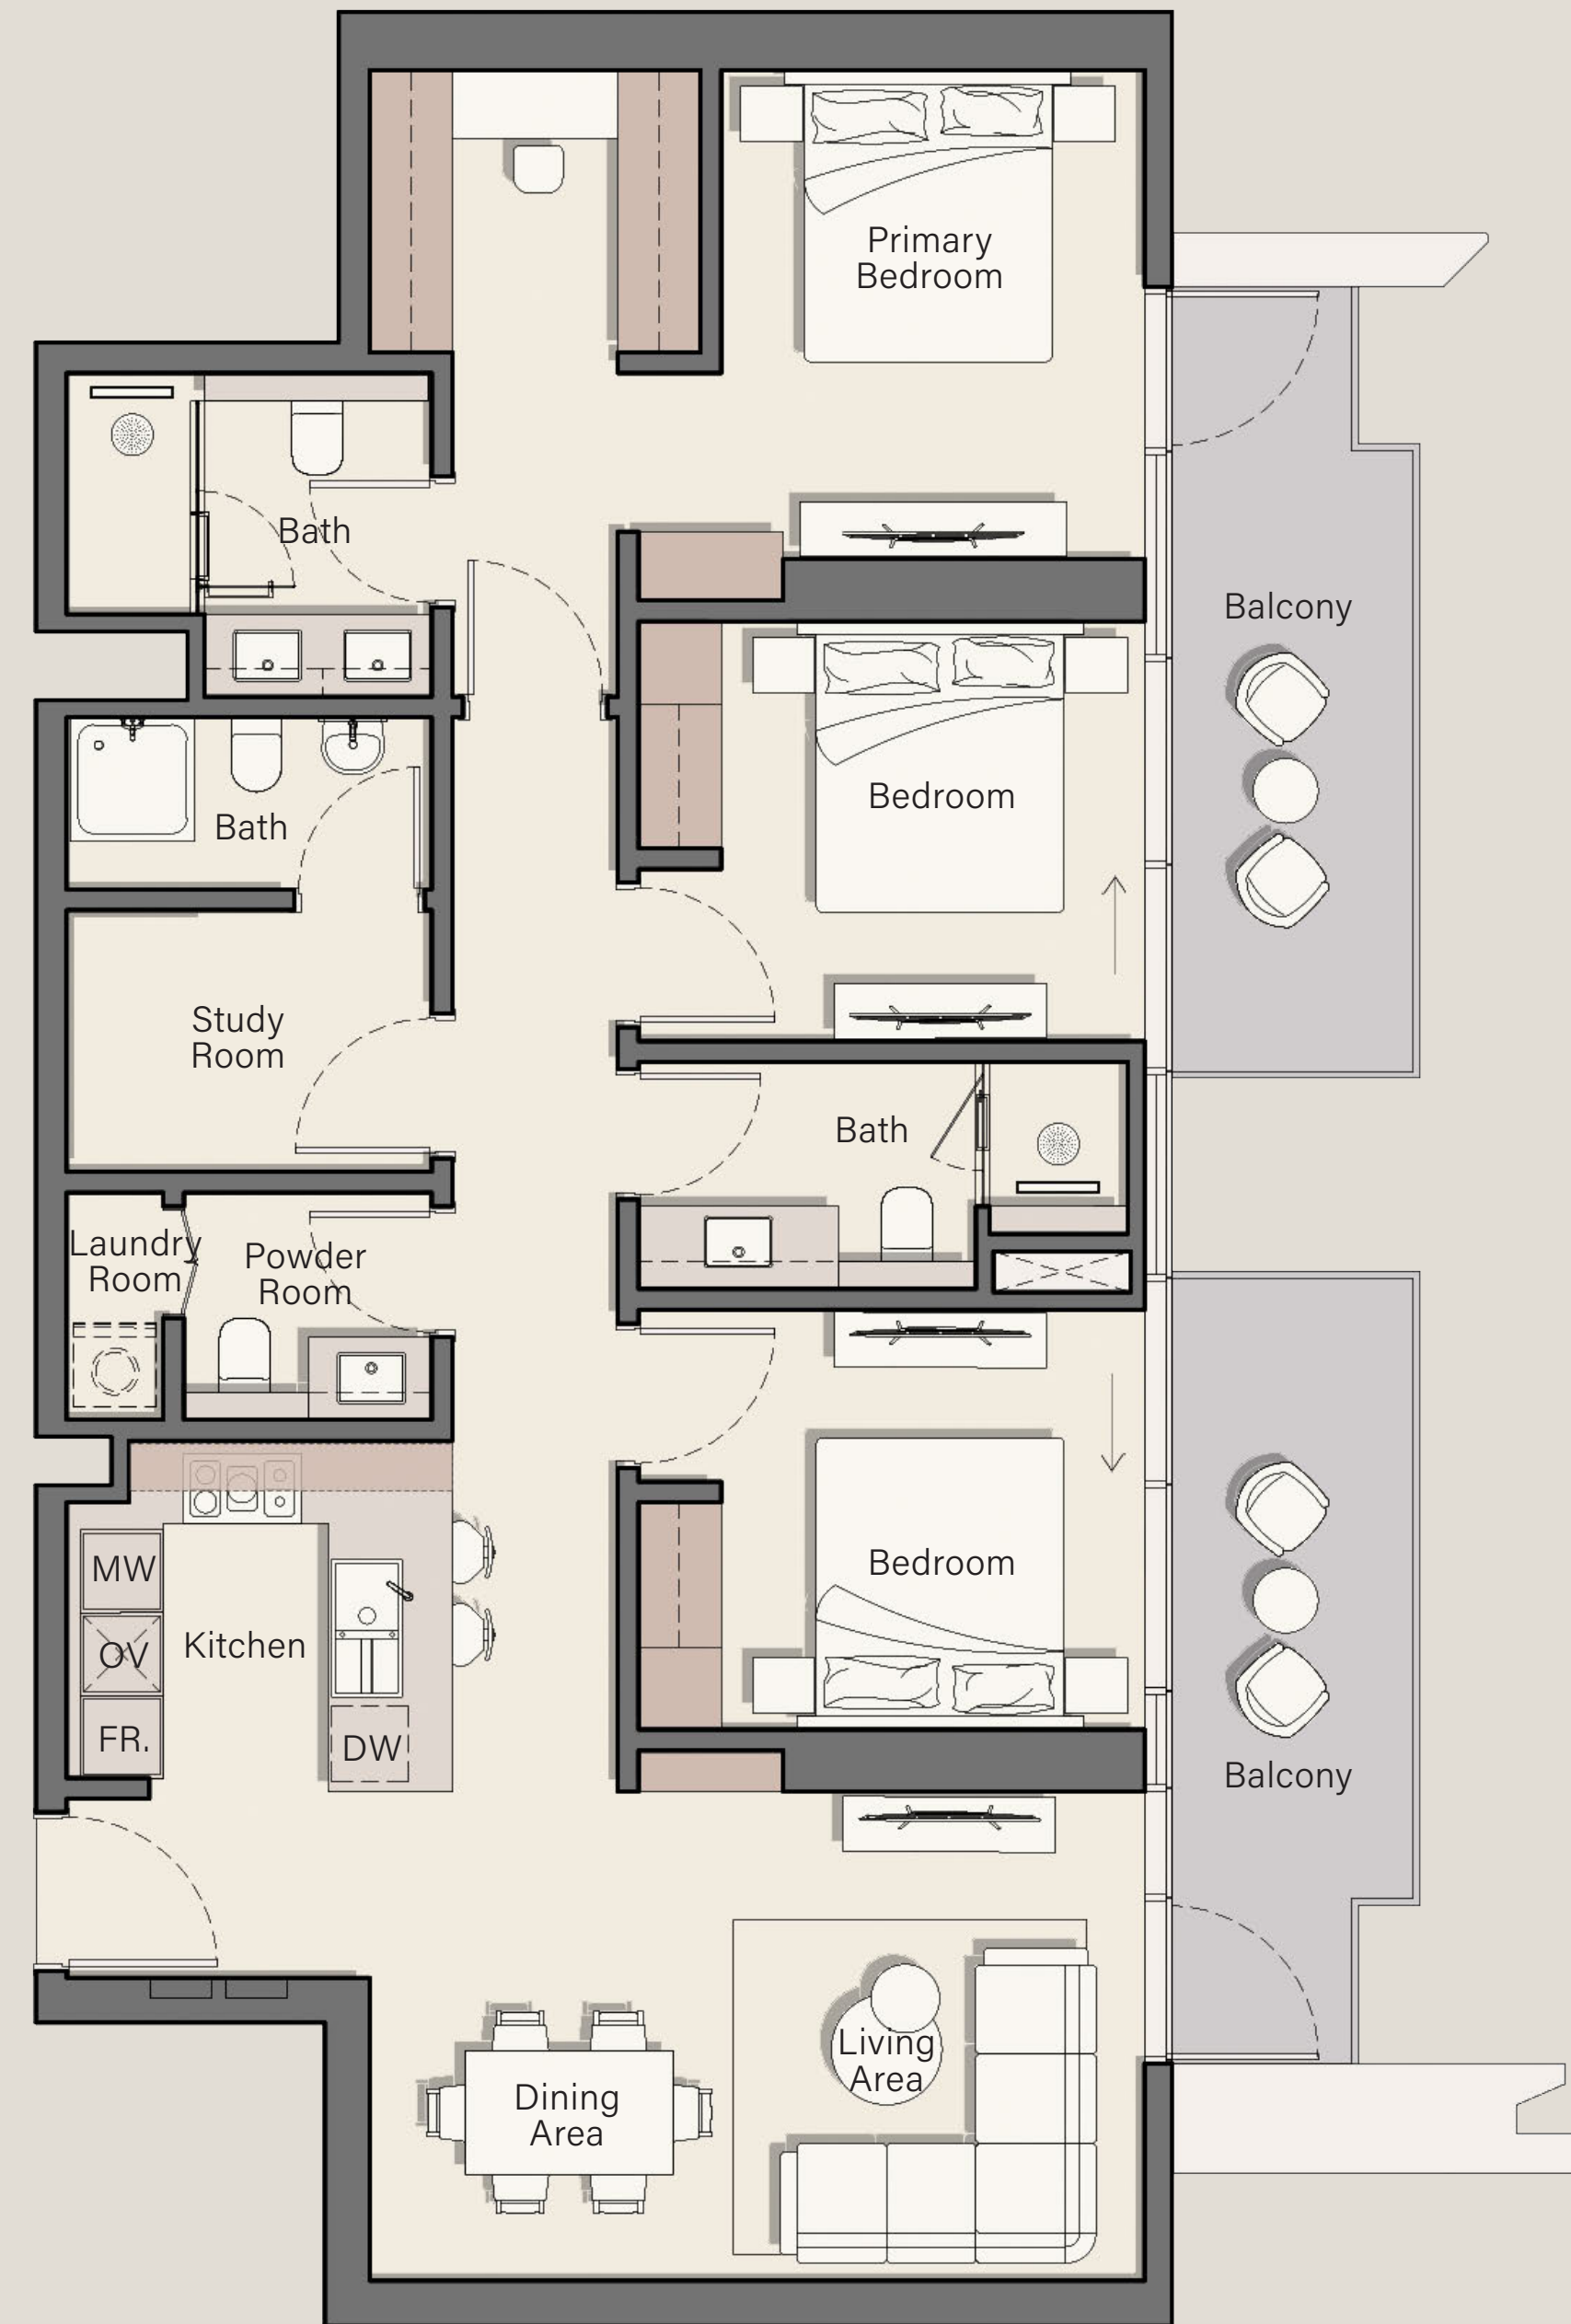 Primary
Bedroom
Bath
Balcony
Bedroom
Bath
Study
Room
Bath
Laundry
Room
Powder
Room
MW
Bedroom
OV
Kitchen
FR.
DW
Balcony
Living
Area
Dining
Area